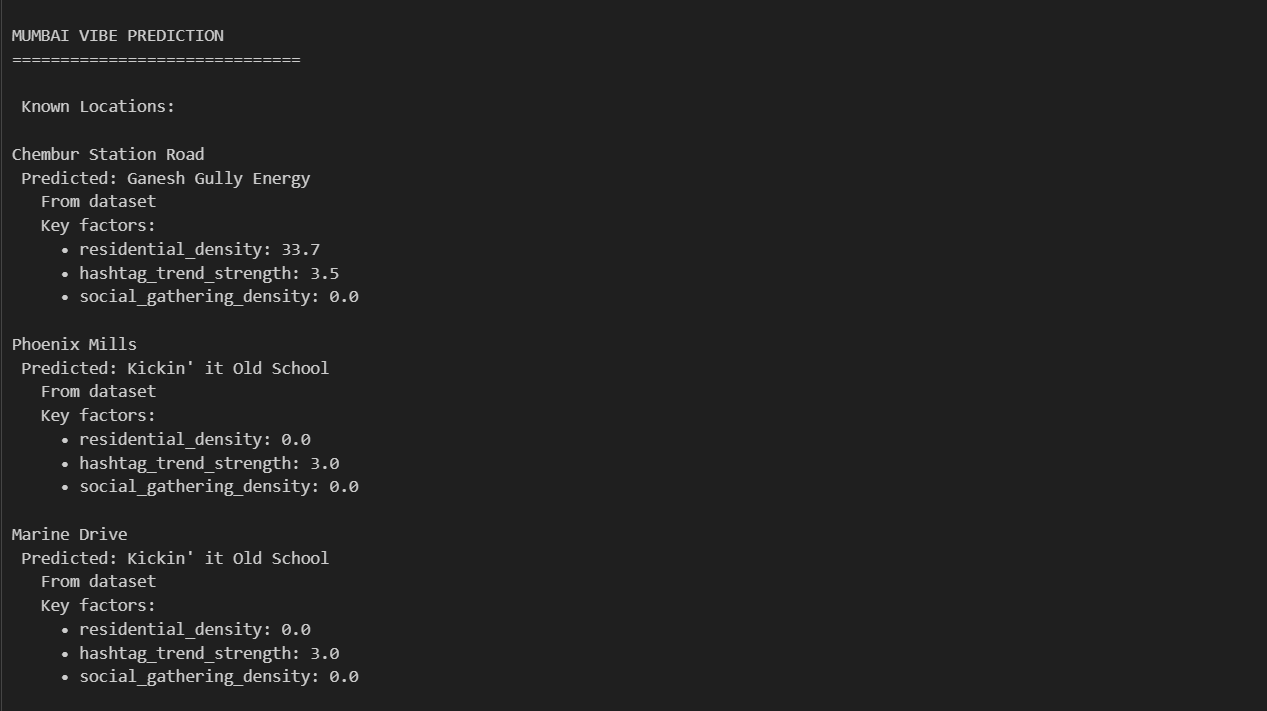 MUMBAI VIBE PREDICTION
==============================
Known Locations:
Chembur Station Road
Predicted: Ganesh Gully Energy
From dataset
Key factors:
• residential_density: 33.7
• hashtag_trend_strength: 3.5
• social_gathering_density: 0.0
Phoenix Mills
Predicted: Kickin' it Old School
From dataset
Key factors:
• residential_density: 0.0
• hashtag_trend_strength: 3.0
• social_gathering_density: 0.0
Marine Drive
Predicted: Kickin' it Old School
From dataset
Key factors:
• residential_density: 0.0
• hashtag_trend_strength: 3.0
• social_gathering_density: 0.0